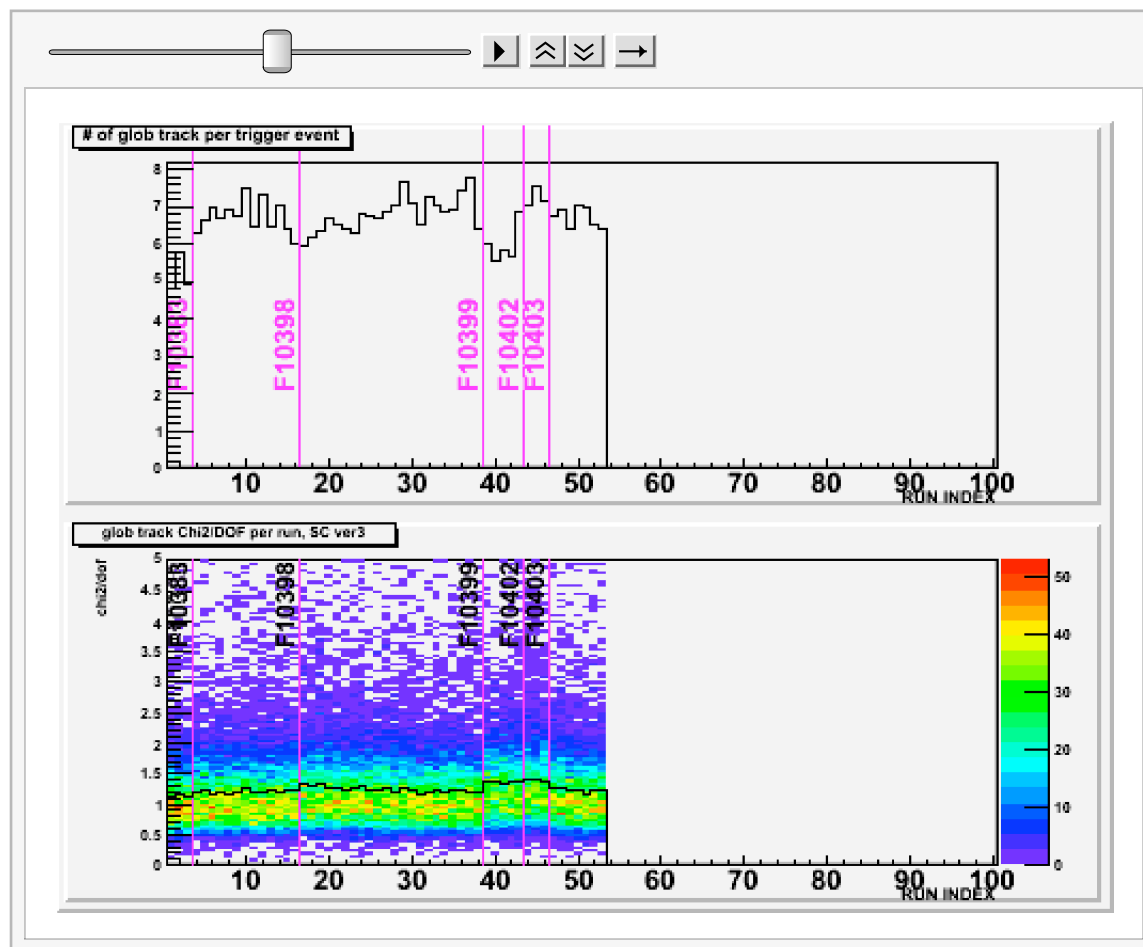 # of glob track per trigger event
8
7
6
5
4
3
2
1
0
F10383
F10398
F10399
F10402
F10403
10 20 30 40 50 60 70 80 90 100
RUN INDEX
glob track Chi2/DOF per run, SC ver3
chi2/dof
5
4.5
4
3.5
3
2.5
2
1.5
1
0.5
0
F10383
F10398
F10399
F10402
F10403
50
40
30
20
10
0
10 20 30 40 50 60 70 80 90 100
RUN INDEX